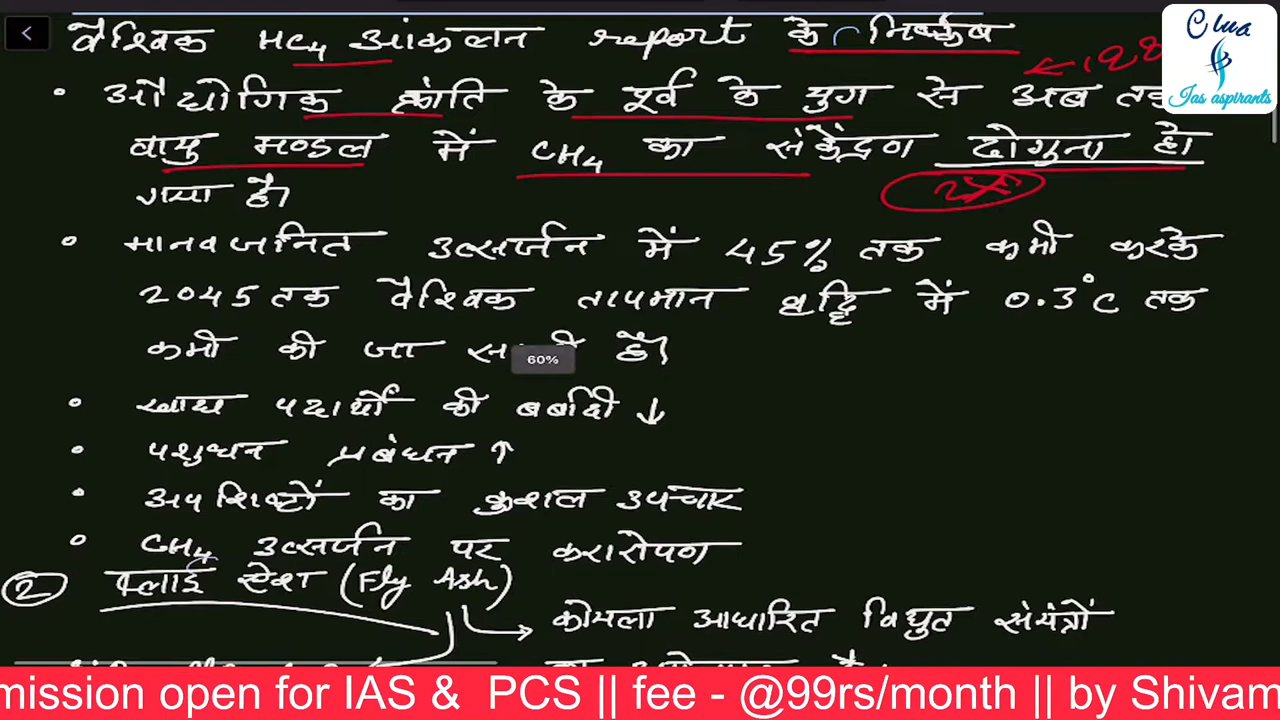 वैश्विक HC4 आंकलन report के निष्कर्ष
Clua
Ias aspirants
• औद्योगिक क्रांति के पूर्व के युग से अब तक
वायु मण्डल में CH4 का संकेंद्रण दोगुना हो
गया है।
• मानवजनित उत्सर्जन में 45% तक कमी करके
2045 तक वैश्विक तापमान वृद्धि में 0.3°C तक
कमी की जा है।
60%
• खाद्य पदार्थों की बर्बादी ↓
• पशुधन प्रबंधन ↑
• अपशिष्टों का कुशल उपचार
• CH4 उत्सर्जन पर करारोपण
2 फ्लाई ऐश (Fly Ash)
कोयला आधारित विद्युत संयंत्रों
mission open for IAS & PCS || fee - @99rs/month || by Shivam